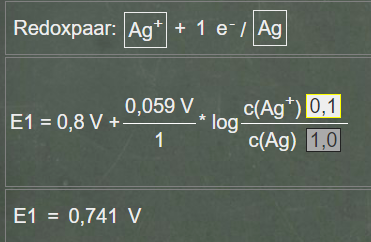 Redoxpaar: Ag⁺ + 1 e⁻ / Ag
E1 = 0,8 V + 0,059 V / 1 * log c(Ag⁺) 0,1 / c(Ag) 1,0
E1 = 0,741 V